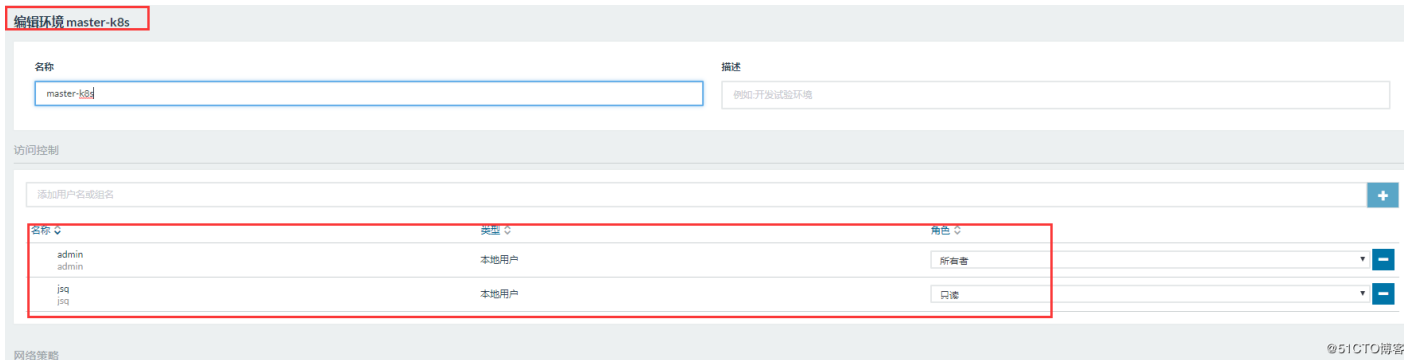 编辑环境 master-k8s
名称 描述
master-k8s 例如:开发试验环境
访问控制
添加用户名或组名
名称 类型 角色
admin
admin 本地用户 所有者
jsq
jsq 本地用户 只读
网络策略
@51CTO博客